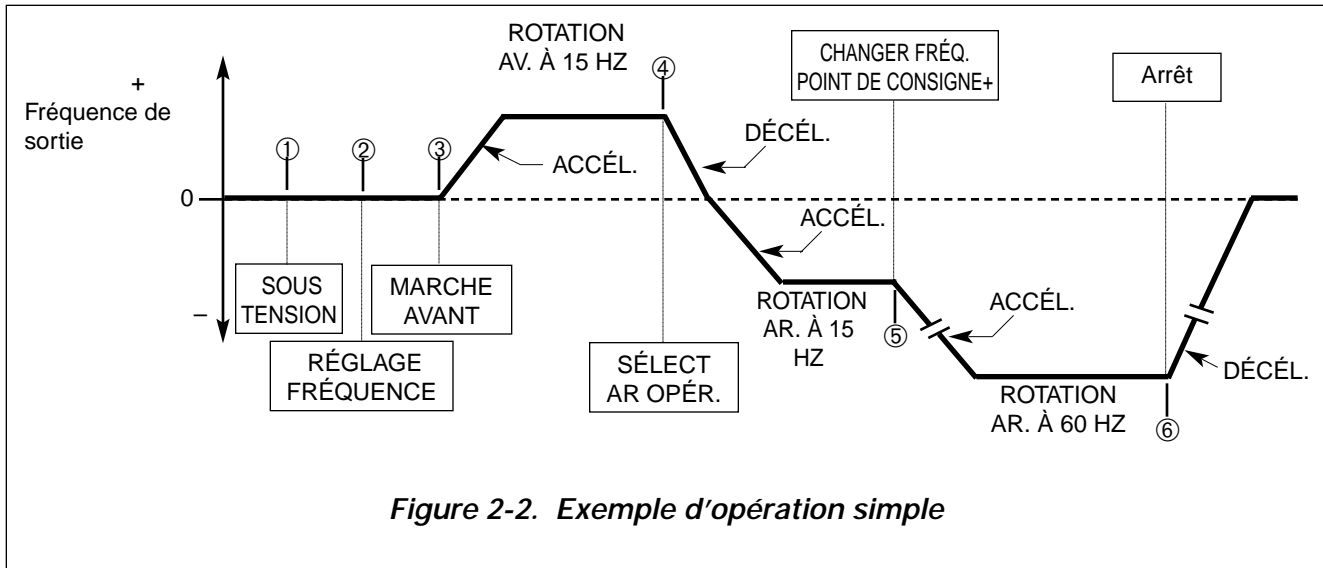 ROTATION
AV. À 15 HZ
④
CHANGER FRÉQ.
POINT DE CONSIGNE+
Arrêt
+
Fréquence de
sortie
①
②
③
ACCÉL.
DÉCÉL.
0
ACCÉL.
SOUS
TENSION
MARCHE
AVANT
–
ROTATION
AR. À 15
HZ
⑤
ACCÉL.
RÉGLAGE
FRÉQUENCE
SÉLECT
AR OPÉR.
DÉCÉL.
ROTATION
AR. À 60 HZ
⑥
Figure 2-2. Exemple d'opération simple